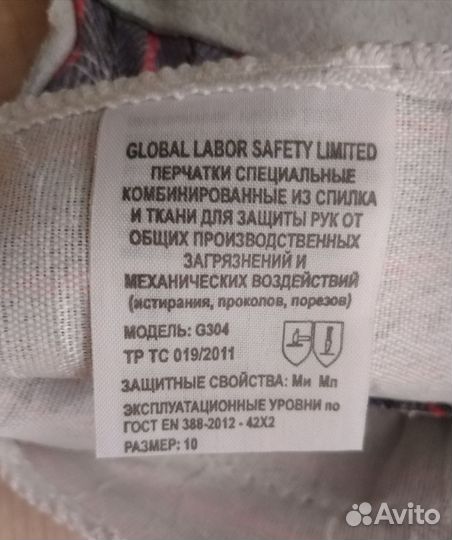 GLOBAL LABOR SAFETY LIMITED
ПЕРЧАТКИ СПЕЦИАЛЬНЫЕ
КОМБИНИРОВАННЫЕ ИЗ СПИЛКА
И ТКАНИ ДЛЯ ЗАЩИТЫ РУК ОТ
ОБЩИХ ПРОИЗВОДСТВЕННЫХ
ЗАГРЯЗНЕНИЙ И
МЕХАНИЧЕСКИХ ВОЗДЕЙСТВИЙ
(истирания, проколов, порезов)
МОДЕЛЬ: G304
ТР ТС 019/2011
ЗАЩИТНЫЕ СВОЙСТВА: Ми Мп
ЭКСПЛУАТАЦИОННЫЕ УРОВНИ по
ГОСТ EN 388-2012 - 42X2
РАЗМЕР: 10
Avito